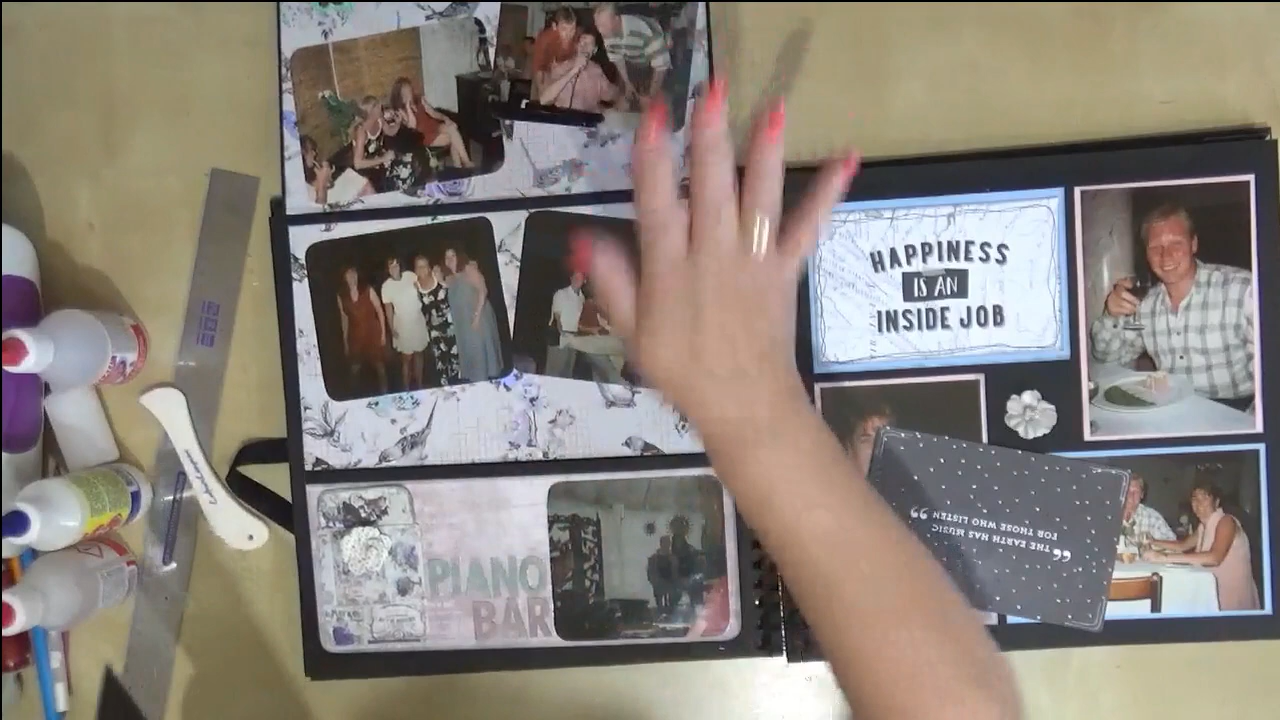 HAPPINESS
IS AN
INSIDE JOB
PIANO
BAR
“THE EARTH HAS MUSIC
FOR THOSE WHO LISTEN”